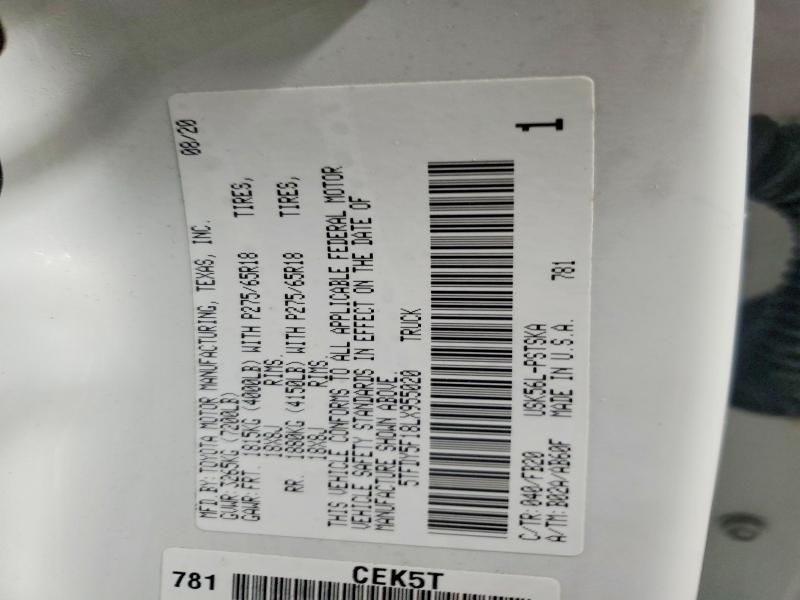 MFD BY: TOYOTA MOTOR MANUFACTURING, TEXAS, INC. 08/20
GVWR: 3265KG (7200LB)
GAWR: FRT. 1815KG (4000LB) WITH P275/65R18 TIRES,
18X8J RIMS.
RR. 1880KG (4150LB) WITH P275/65R18 TIRES,
18X8J RIMS.
THIS VEHICLE CONFORMS TO ALL APPLICABLE FEDERAL MOTOR
VEHICLE SAFETY STANDARDS IN EFFECT ON THE DATE OF
MANUFACTURE SHOWN ABOVE.
5TFDY5F18LX955020 TRUCK
C/TR: 040/FB20 USK56L-PSTSKA 781
A/TM: B02A/AB60F MADE IN U.S.A.
1
781 CEK5T